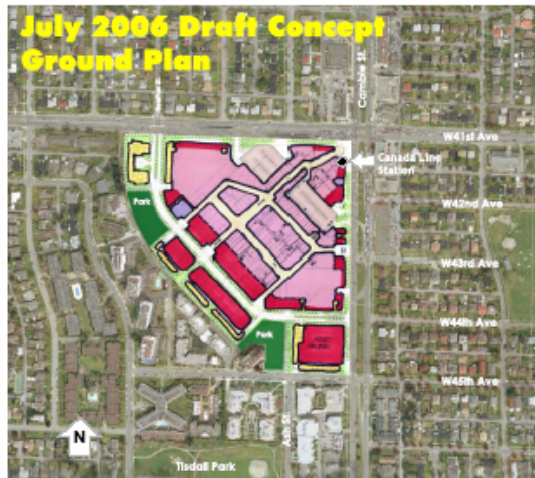 July 2006 Draft Concept
Ground Plan
Cambie St.
W41st Ave
Canada Line
Station
Park
W42nd Ave
W43rd Ave
W44th Ave
Park
W45th Ave
Ash St.
N
Tisdall Park